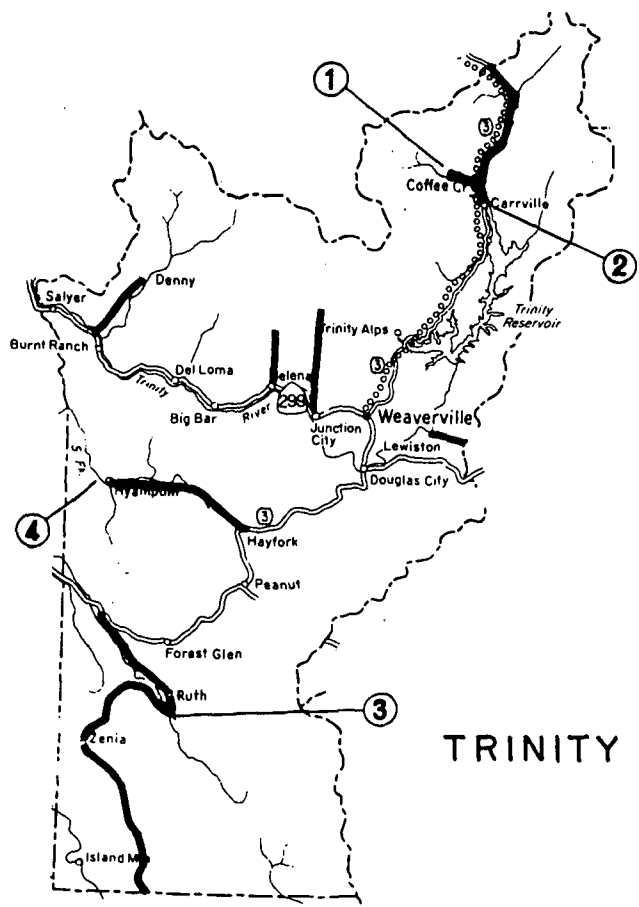 1
3
Coffee Cr
Carrville
2
Denny
Salyer
Trinity
Reservoir
Trinity Alps
Burnt Ranch
3
Del Loma
Trinity
Helena
299
River
Big Bar
Weaverville
Junction
City
Lewiston
S. Fk.
Douglas City
Hyampom
4
3
Hayfork
Peanut
Forest Glen
Ruth
3
TRINITY
Zenia
Island M